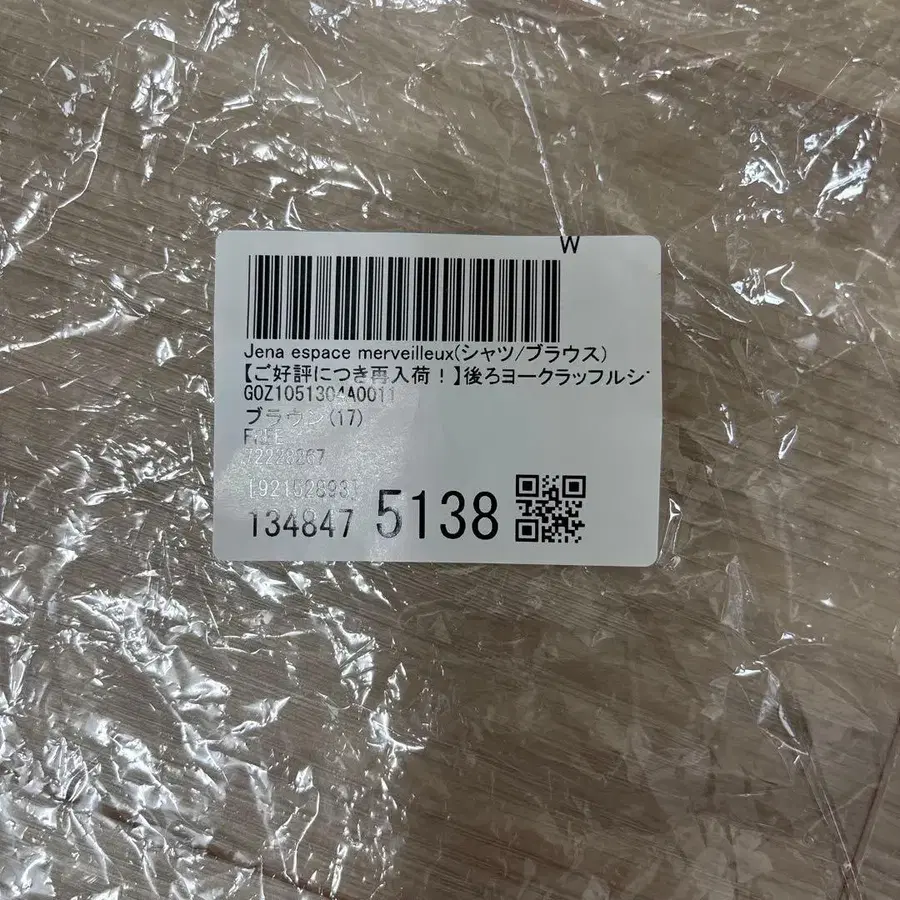 W
Jena espace merveilleux(シャツ/ブラウス)
【ご好評につき再入荷！】後ろヨークラッフルシ
GOZ1051304A0011
ブラウン(17)
FREE
72220267
[92152893]
134847 5138